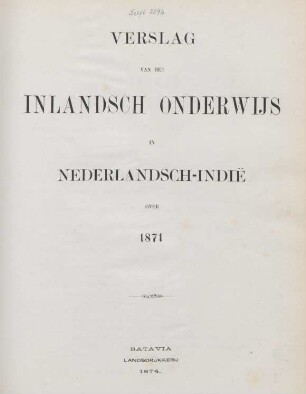 VERSLAG
VAN HET
INLANDSCH ONDERWIJS
IN
NEDERLANDSCH-INDIË
OVER
1871
BATAVIA
LANDSDRUKKERIJ
1874.